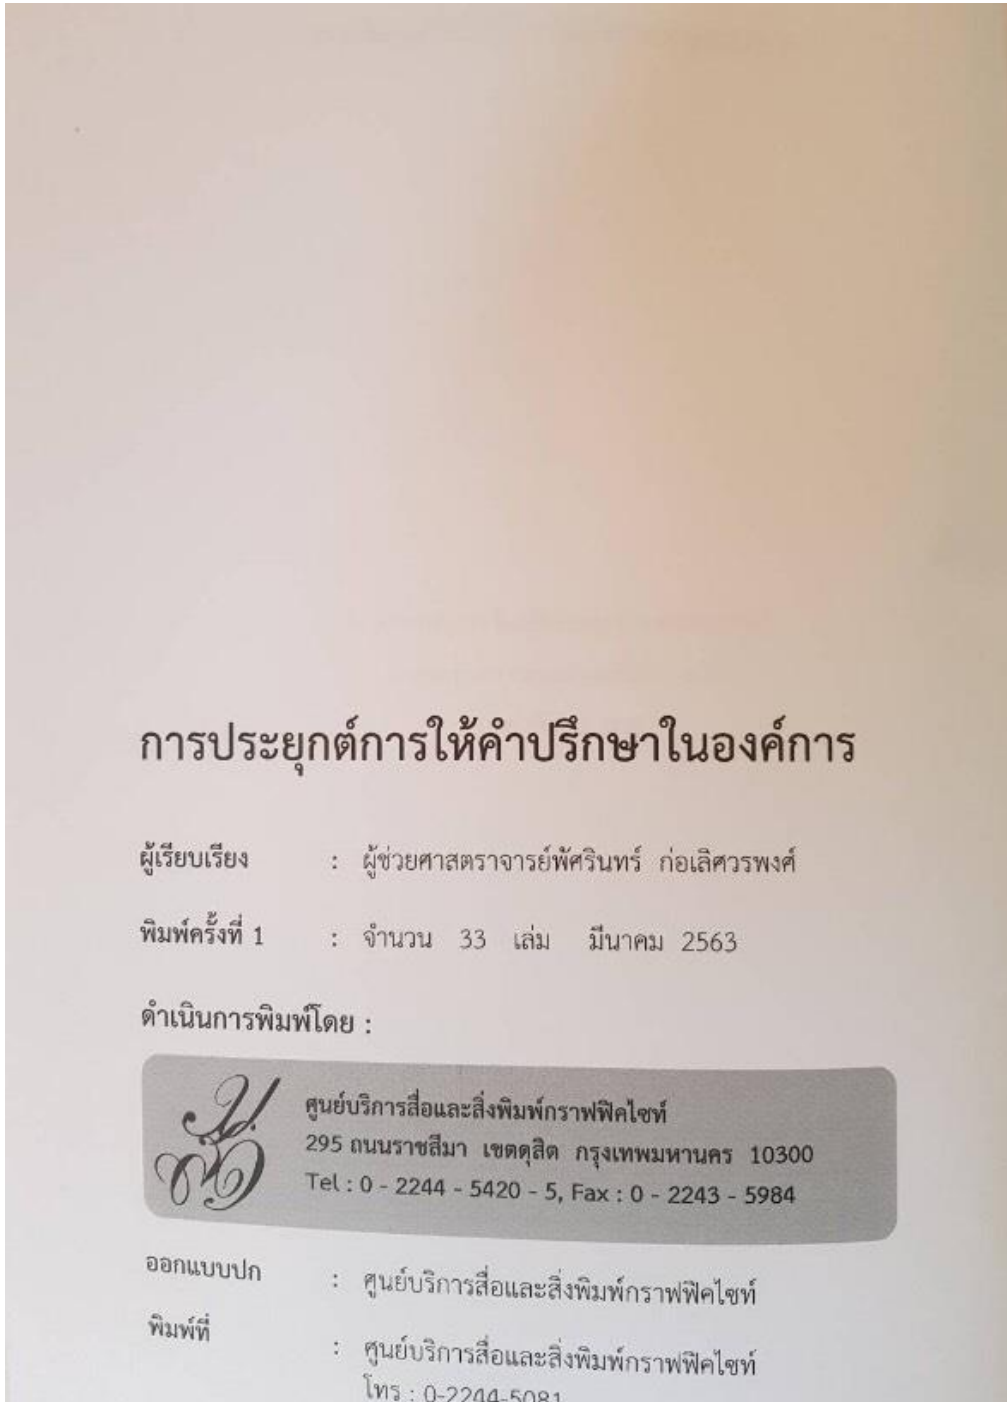 การประยุกต์การให้คำปรึกษาในองค์การ
ผู้เรียบเรียง : ผู้ช่วยศาสตราจารย์พัศรินทร์ ก่อเลิศวรพงศ์
พิมพ์ครั้งที่ 1 : จำนวน 33 เล่ม มีนาคม 2563
ดำเนินการพิมพ์โดย :
ศูนย์บริการสื่อและสิ่งพิมพ์กราฟฟิคไซท์
295 ถนนราชสีมา เขตดุสิต กรุงเทพมหานคร 10300
Tel : 0 - 2244 - 5420 - 5, Fax : 0 - 2243 - 5984
ออกแบบปก : ศูนย์บริการสื่อและสิ่งพิมพ์กราฟฟิคไซท์
พิมพ์ที่ : ศูนย์บริการสื่อและสิ่งพิมพ์กราฟฟิคไซท์
โทร : 0-2244-5081